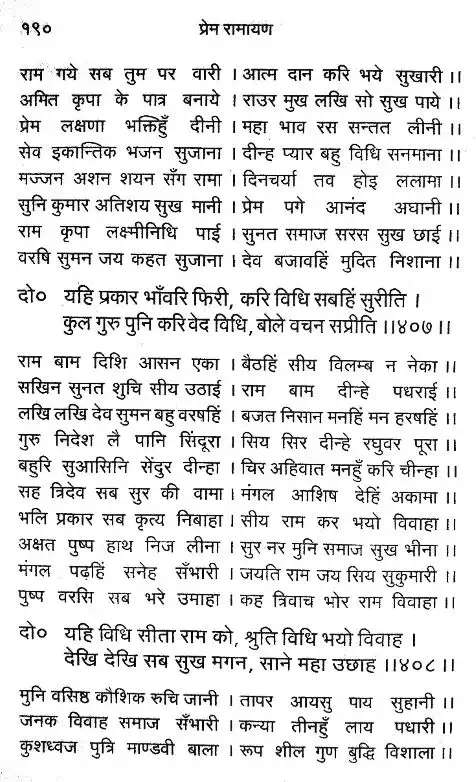 १९० प्रेम रामायण
राम गये सब तुम पर वारी । आत्म दान करि भये सुखारी ।।
अमित कृपा के पात्र बनाये । राउर मुख लखि सो सुख पाये ।।
प्रेम लक्षणा भक्तिहुँ दीनी । महा भाव रस सन्तत लीनी ।।
सेव इकान्तिक भजन सुजाना । दीन्ह प्यार बहु विधि सनमाना ।।
मज्जन अशन शयन सँग रामा । दिनचर्या तव होइ ललामा ।।
सुनि कुमार अतिशय सुख मानी । प्रेम पगे आनंद अघानी ।।
राम कृपा लक्ष्मीनिधि पाई । सुनत समाज सरस सुख छाई ।।
वरषि सुमन जय कहत सुजाना । देव बजावहिं मुदित निशाना ।।
दो० यहि प्रकार भाँवरि फिरी, करि विधि सबहिं सुरीति ।
कुल गुरु पुनि करि वेद विधि, बोले वचन सप्रीति ।।४०७।।
राम बाम दिशि आसन एका । बैठहिं सीय विलम्ब न नेका ।।
सखिन सुनत शुचि सीय उठाई । राम बाम दीन्हे पधराई ।।
लखि लखि देव सुमन बहु वरषहिं । बजत निसान मनहिं मन हरषहिं ।।
गुरु निदेश लै पानि सिंदूरा । सिय सिर दीन्हे रघुवर पूरा ।।
बहुरि सुआसिनि सेंदुर दीन्हा । चिर अहिवात मनहुँ करि चीन्हा ।।
सह त्रिदेव सब सुर की वामा । मंगल आशिष देहिं अकामा ।।
भलि प्रकार सब कृत्य निबाहा । सीय राम कर भयो विवाहा ।।
अक्षत पुष्प हाथ निज लीना । सुर नर मुनि समाज सुख भीना ।।
मंगल पढ़हिं सनेह सँभारी । जयति राम जय सिय सुकुमारी ।।
पुष्प वरसि सब भरे उमाहा । कह त्रिवाच भोर राम विवाहा ।।
दो० यहि विधि सीता राम को, श्रुति विधि भयो विवाह ।
देखि देखि सब सुख मगन, साने महा उछाह ।।४०८।।
मुनि वसिष्ठ कौशिक रुचि जानी । तापर आयसु पाय सुहानी ।।
जनक विवाह समाज सँभारी । कन्या तीनहुँ लाय पधारी ।।
कुशध्वज पुत्रि माण्डवी बाला । रूप शील गुण बुद्धि विशाला ।।